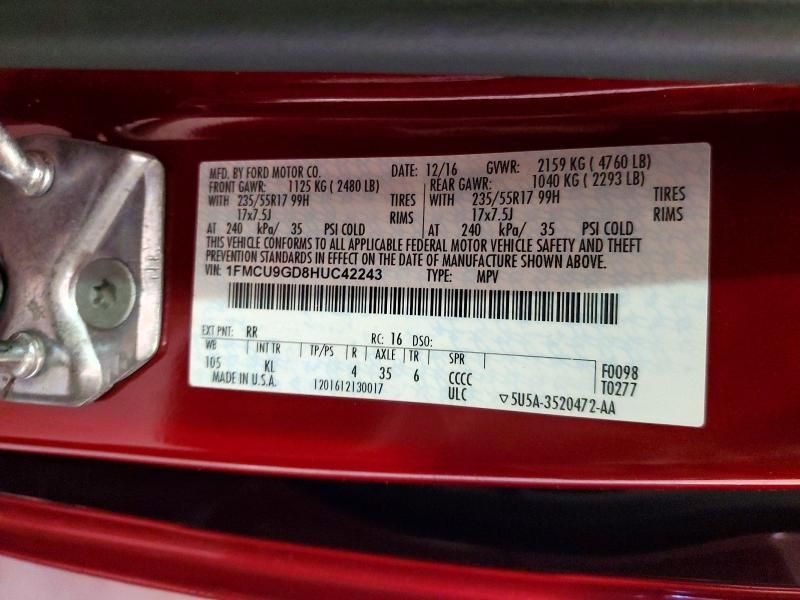 MFD. BY FORD MOTOR CO. DATE: 12/16 GVWR: 2159 KG ( 4760 LB)
FRONT GAWR: 1125 KG ( 2480 LB) REAR GAWR: 1040 KG ( 2293 LB)
WITH 235/55R17 99H TIRES WITH 235/55R17 99H TIRES
17x7.5J RIMS 17x7.5J RIMS
AT 240 kPa/ 35 PSI COLD AT 240 kPa/ 35 PSI COLD
THIS VEHICLE CONFORMS TO ALL APPLICABLE FEDERAL MOTOR VEHICLE SAFETY AND THEFT
PREVENTION STANDARDS IN EFFECT ON THE DATE OF MANUFACTURE SHOWN ABOVE.
VIN: 1FMCU9GD8HUC42243 TYPE: MPV
EXT PNT: RR RC: 16 DSO:
WB INT TR TP/PS R AXLE TR SPR F0098
105 KL 4 35 6 CCCC T0277
MADE IN U.S.A. 1201612130017 ULC ▽5U5A-3520472-AA